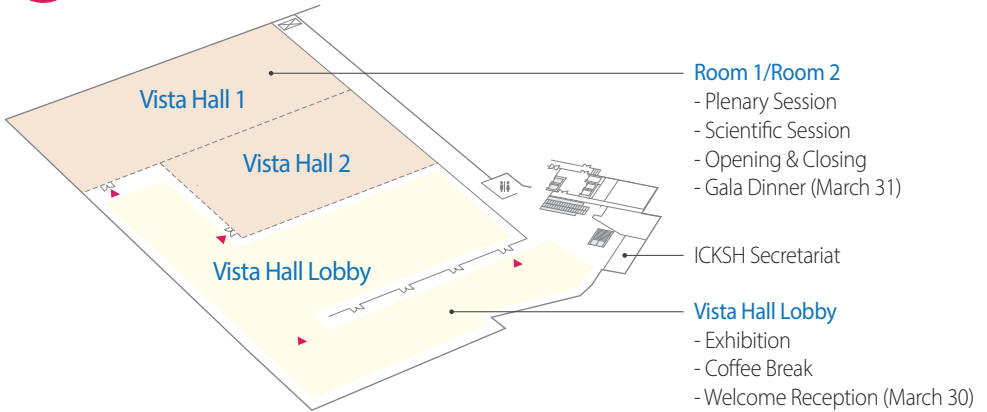 Vista Hall 1
Vista Hall 2
Vista Hall Lobby
Room 1/Room 2
- Plenary Session
- Scientific Session
- Opening & Closing
- Gala Dinner (March 31)
ICKSH Secretariat
Vista Hall Lobby
- Exhibition
- Coffee Break
- Welcome Reception (March 30)